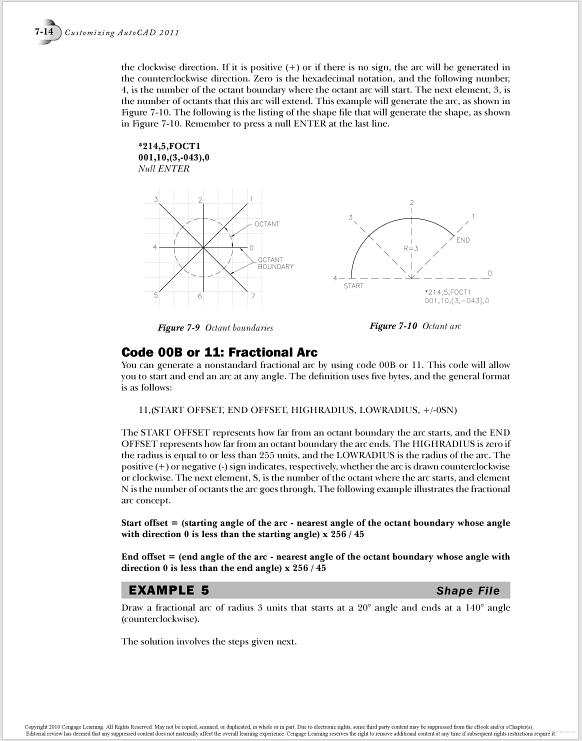 7-14 Customizing AutoCAD 2011
the clockwise direction. If it is positive (+) or if there is no sign, the arc will be generated in
the counterclockwise direction. Zero is the hexadecimal notation, and the following number,
4, is the number of the octant boundary where the octant arc will start. The next element, 3, is
the number of octants that this arc will extend. This example will generate the arc, as shown in
Figure 7-10. The following is the listing of the shape file that will generate the shape, as shown
in Figure 7-10. Remember to press a null ENTER at the last line.
*214,5,FOCT1
001,10,(3,-043),0
Null ENTER
3
2
1
OCTANT
4
0
OCTANT
BOUNDARY
5
6
7
2
3
1
END
R=3
4
0
START
*214,5,FOCT1
001,10,(3,-043),0
Figure 7-9 Octant boundaries
Figure 7-10 Octant arc
Code 00B or 11: Fractional Arc
You can generate a nonstandard fractional arc by using code 00B or 11. This code will allow
you to start and end an arc at any angle. The definition uses five bytes, and the general format
is as follows:
11,(START OFFSET, END OFFSET, HIGHRADIUS, LOWRADIUS, +/-0SN)
The START OFFSET represents how far from an octant boundary the arc starts, and the END
OFFSET represents how far from an octant boundary the arc ends. The HIGHRADIUS is zero if
the radius is equal to or less than 255 units, and the LOWRADIUS is the radius of the arc. The
positive (+) or negative (-) sign indicates, respectively, whether the arc is drawn counterclockwise
or clockwise. The next element, S, is the number of the octant where the arc starts, and element
N is the number of octants the arc goes through. The following example illustrates the fractional
arc concept.
Start offset = (starting angle of the arc - nearest angle of the octant boundary whose angle
with direction 0 is less than the starting angle) x 256 / 45
End offset = (end angle of the arc - nearest angle of the octant boundary whose angle with
direction 0 is less than the end angle) x 256 / 45
EXAMPLE 5 Shape File
Draw a fractional arc of radius 3 units that starts at a 20° angle and ends at a 140° angle
(counterclockwise).
The solution involves the steps given next.
Copyright 2010 Cengage Learning. All Rights Reserved. May not be copied, scanned, or duplicated, in whole or in part. Due to electronic rights, some third party content may be suppressed from the eBook and/or eChapter(s).
Editorial review has deemed that any suppressed content does not materially affect the overall learning experience. Cengage Learning reserves the right to remove additional content at any time if subsequent rights restrictions require it.